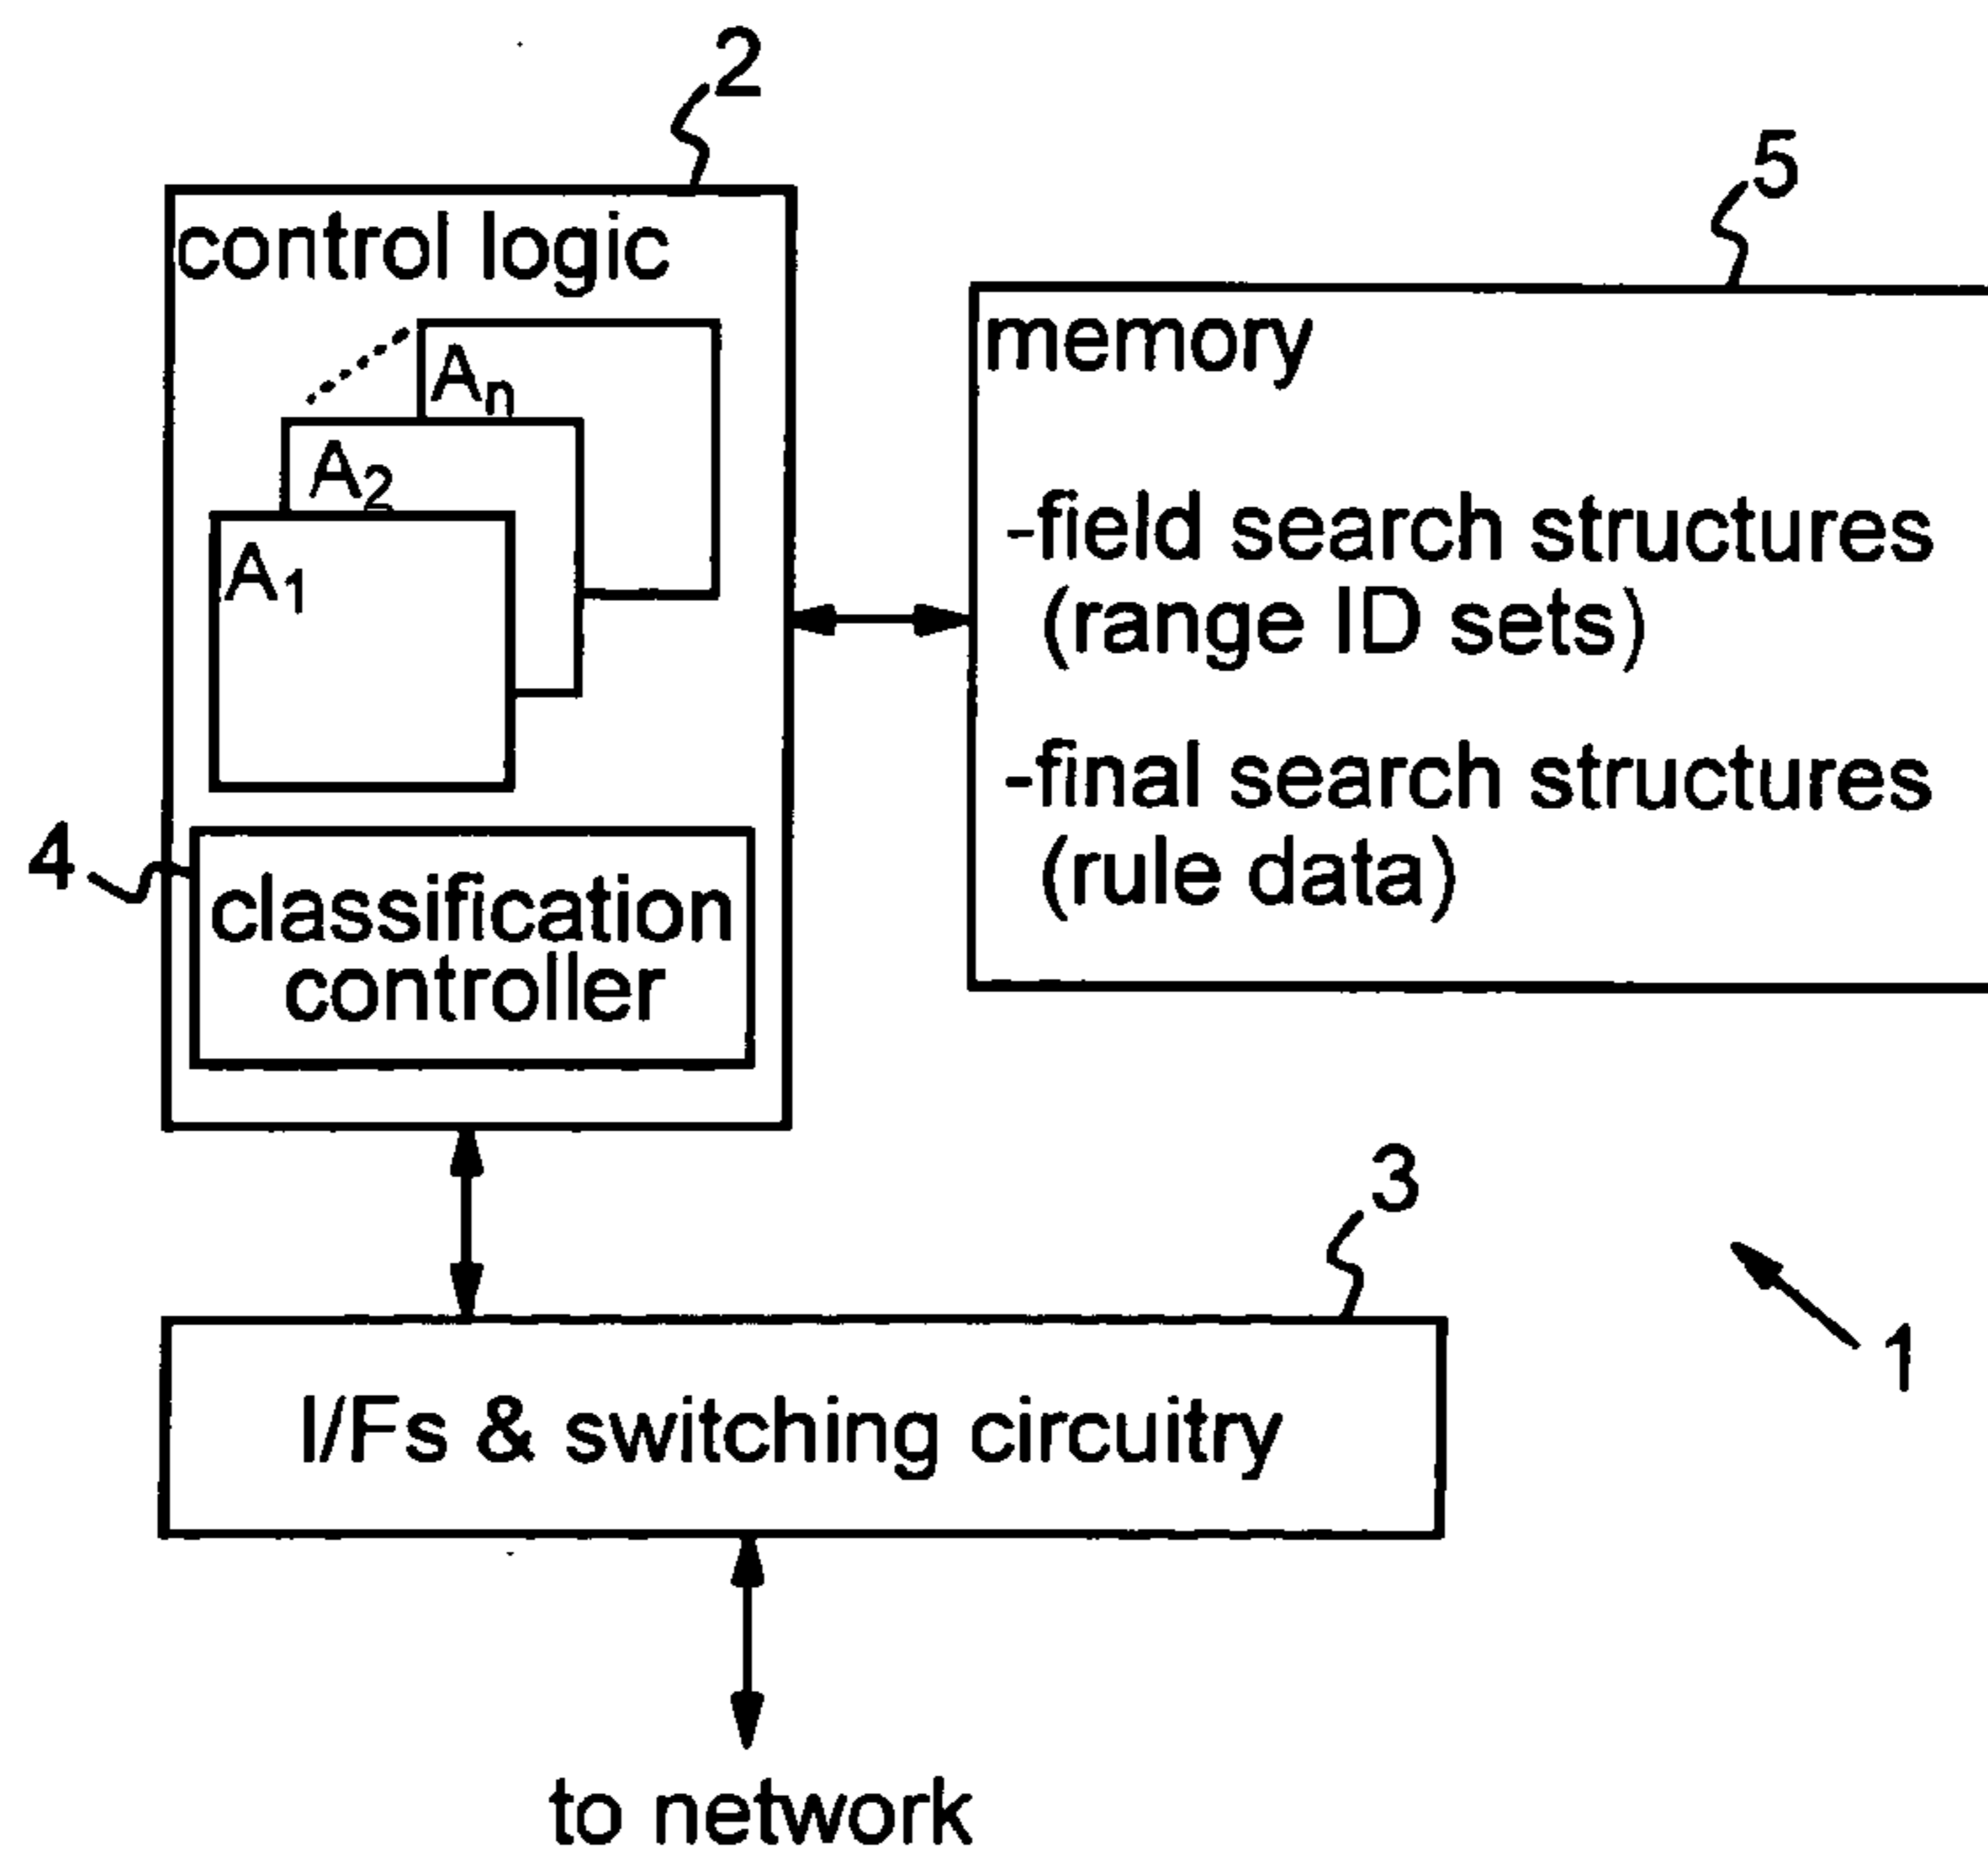 2
5
control logic
memory
An
A2
A1
-field search structures
(range ID sets)
-final search structures
(rule data)
4
classification
controller
3
1
I/Fs & switching circuitry
to network